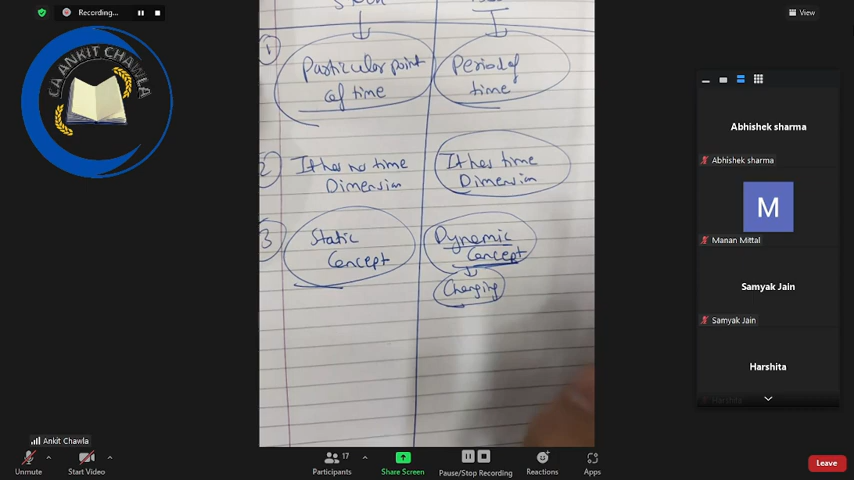 Recording...
View
CA ANKIT CHAWLA
1
Particular point
of time
Period of
time
2
It has no time
Dimension
It has time
Dimension
3
Static
Concept
Dynamic
Concept
Changing
Abhishek sharma
Abhishek sharma
M
Manan Mittal
Samyak Jain
Samyak Jain
Harshita
Harshita
Ankit Chawla
Unmute
Start Video
17
Participants
Share Screen
Pause/Stop Recording
Reactions
Apps
Leave